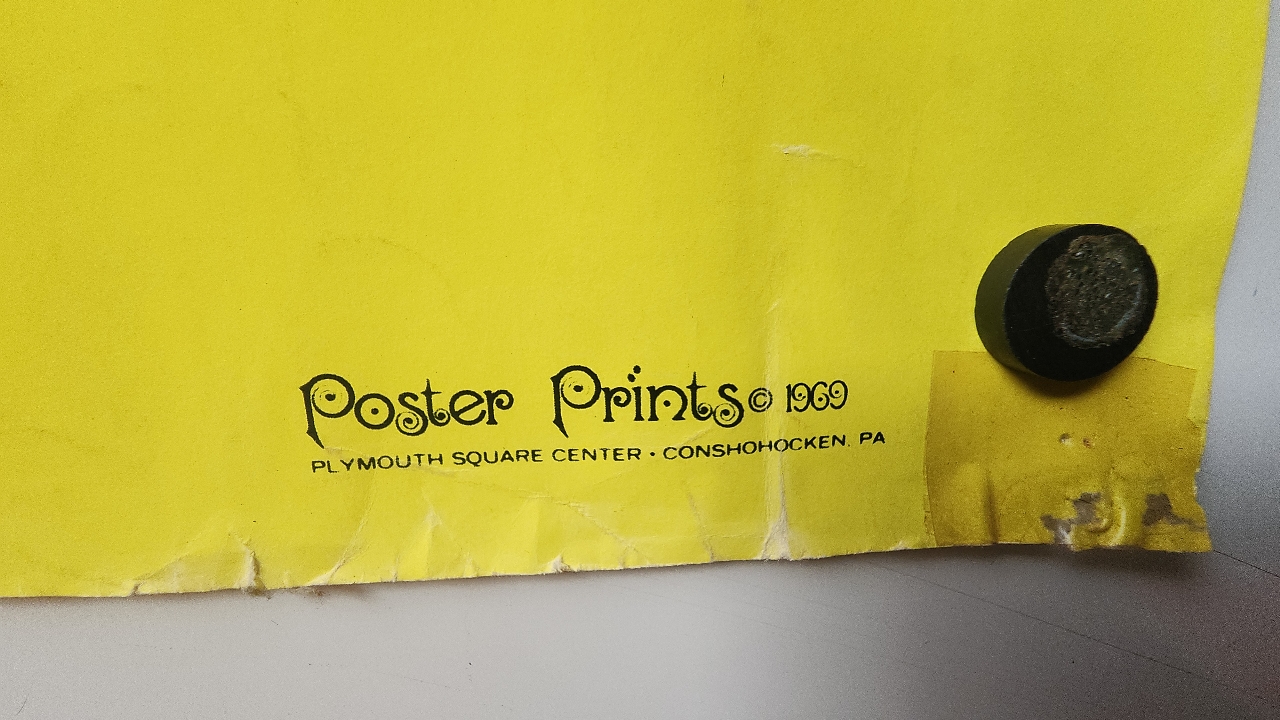 Poster Prints © 1969
PLYMOUTH SQUARE CENTER • CONSHOHOCKEN, PA